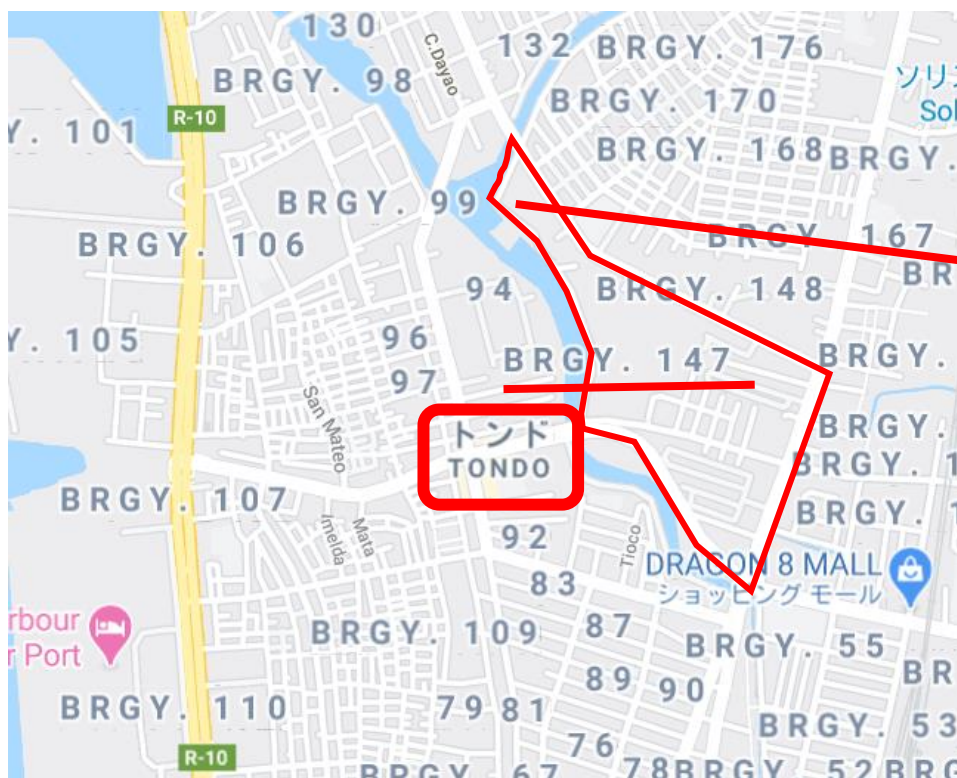 130
C.Dayao
132
BRGY. 176
BRGY. 98
ソリ
Sol
BRGY. 170
R-10
Y. 101
BRGY. 168
BRGY.
BRGY. 99
BRGY. 106
BRGY. 167
BR
94
BRGY. 148
Y. 105
96
BRGY. 147
BRGY.
97
San Mateo
トンド
TONDO
BRGY.
BRGY. 1
BRGY. 107
BRGY. 1
Mata
Imelda
92
Tioco
DRAGON 8 MALL
ショッピング モール
83
rbour
r Port
BRGY. 109
87
BRGY. 55
89
90
BR
BRGY. 110
79
81
BRGY. 53
76
R-10
BRGY. 67
78
BRGY. 52
BRG